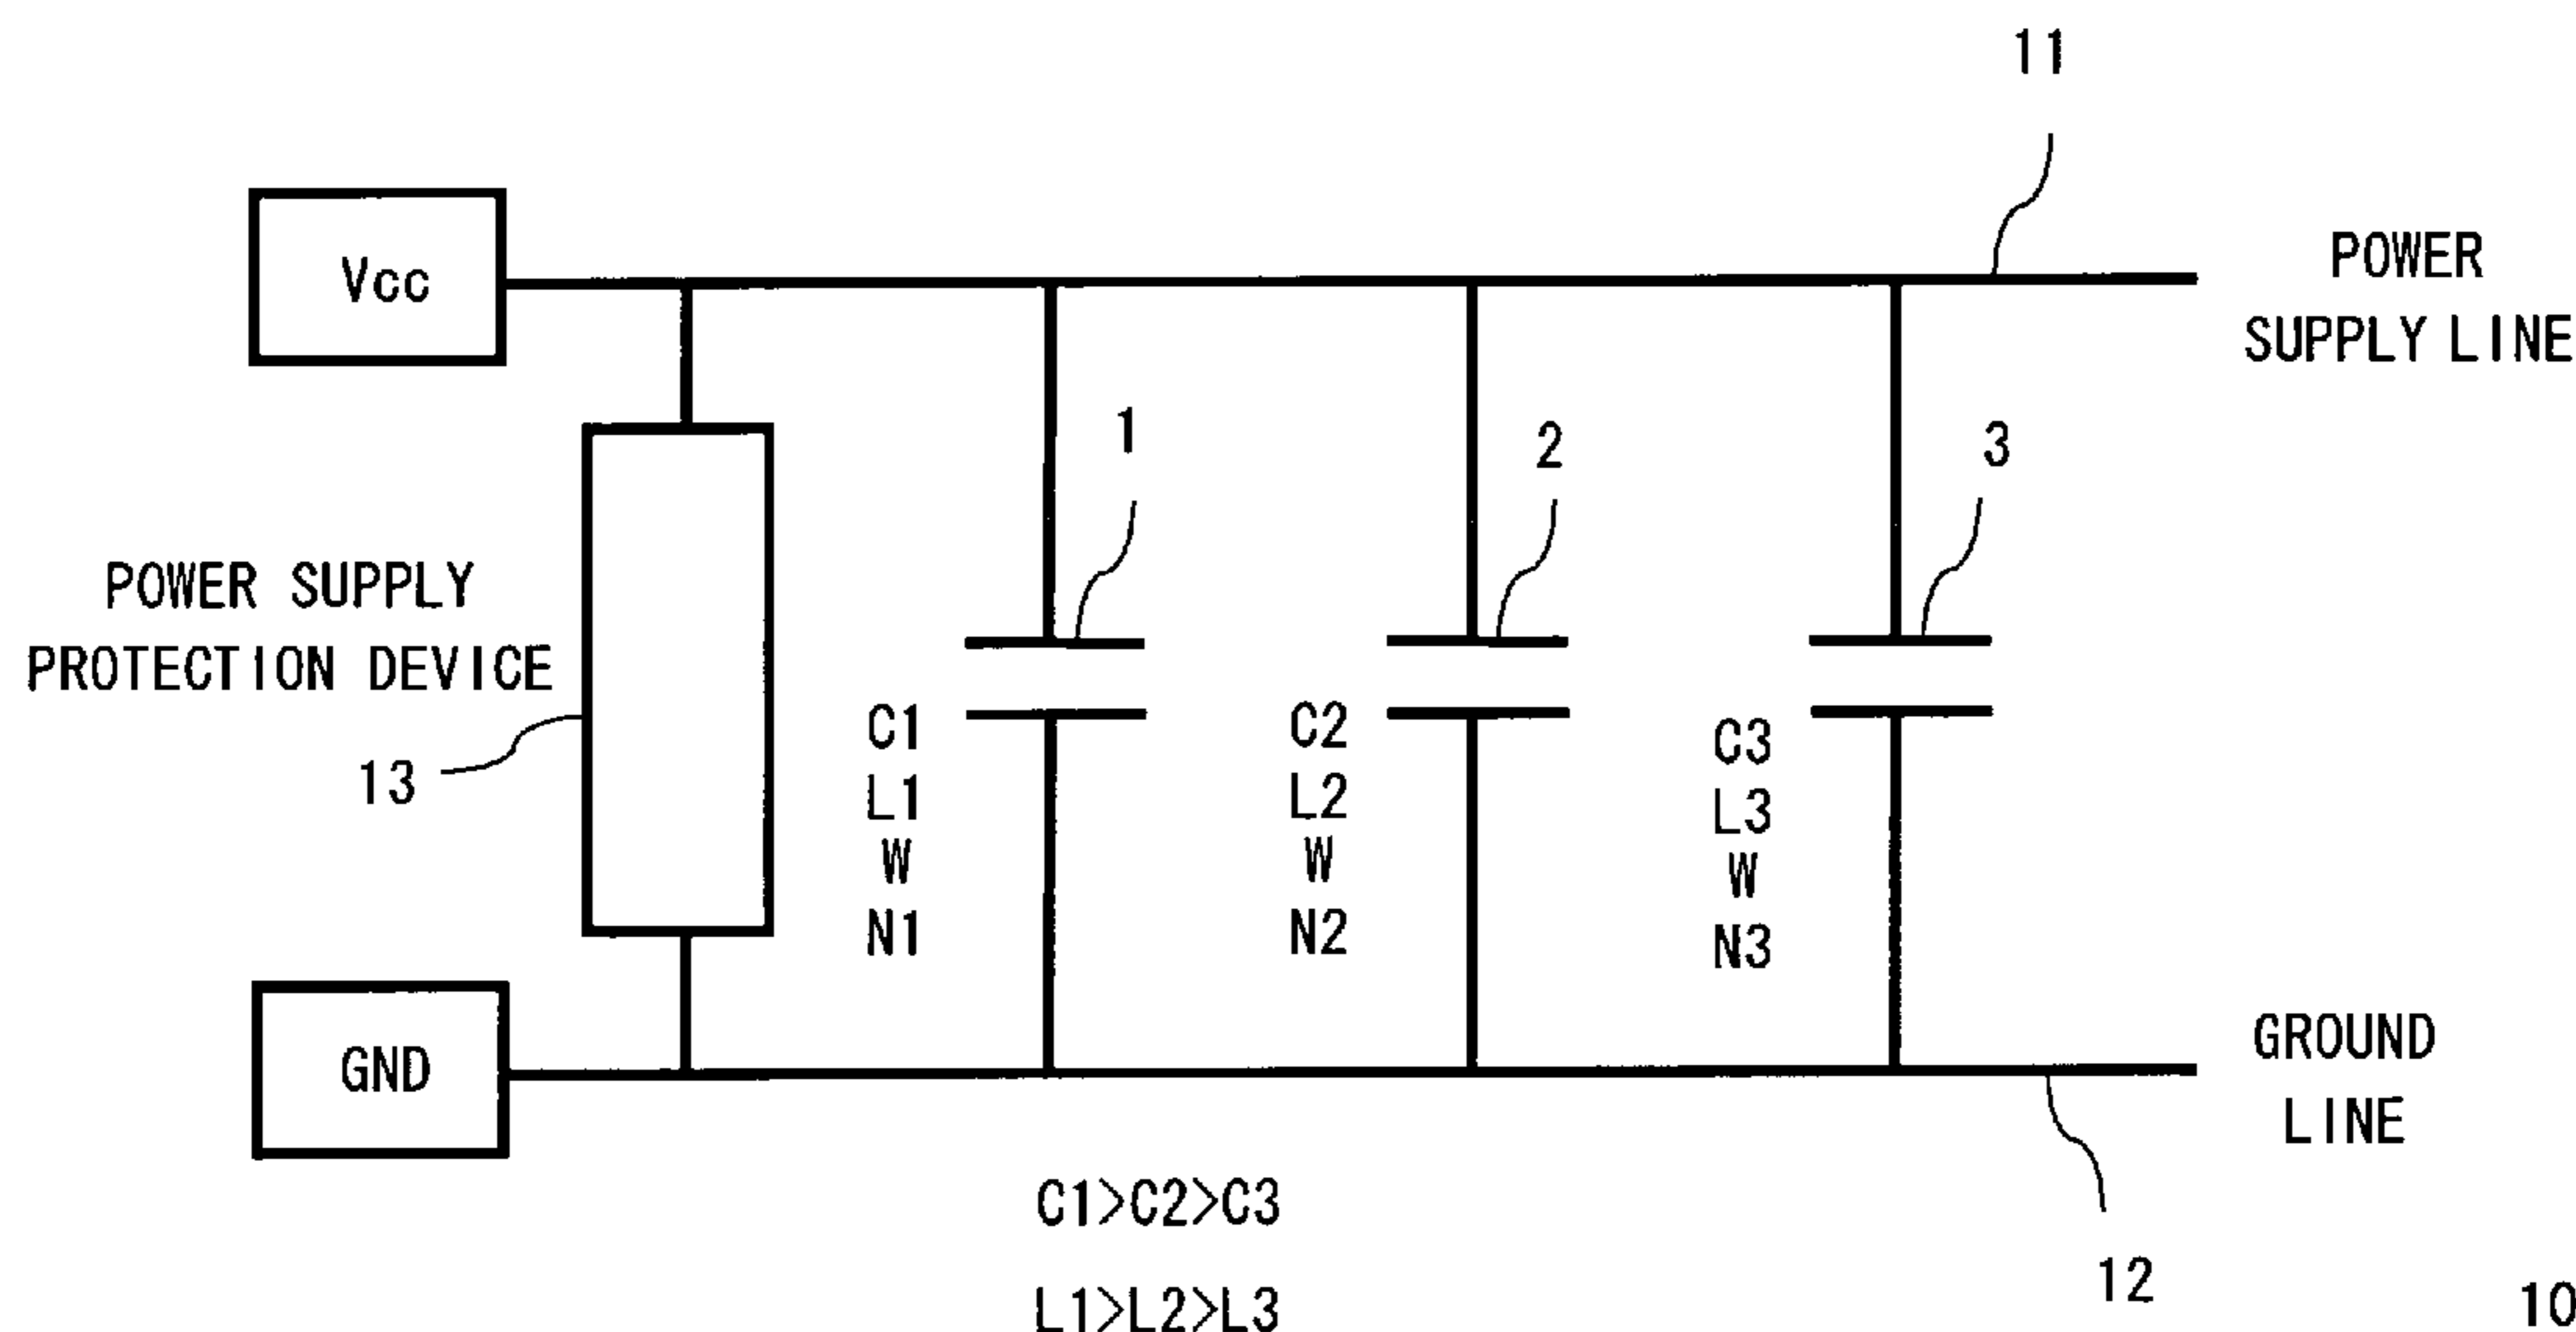 11
Vcc
POWER
SUPPLY LINE
1
2
3
POWER SUPPLY
PROTECTION DEVICE
13
C1
L1
W
N1
C2
L2
W
N2
C3
L3
W
N3
GND
GROUND
LINE
C1>C2>C3
L1>L2>L3
12
10